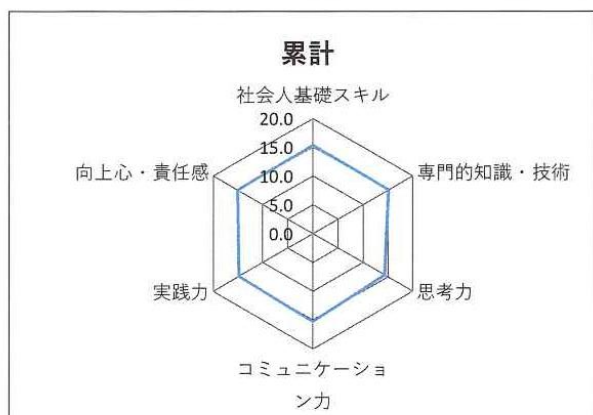 累計
社会人基礎スキル
20.0
15.0
向上心・責任感
専門的知識・技術
10.0
5.0
0.0
実践力
思考力
コミュニケーショ
ン力